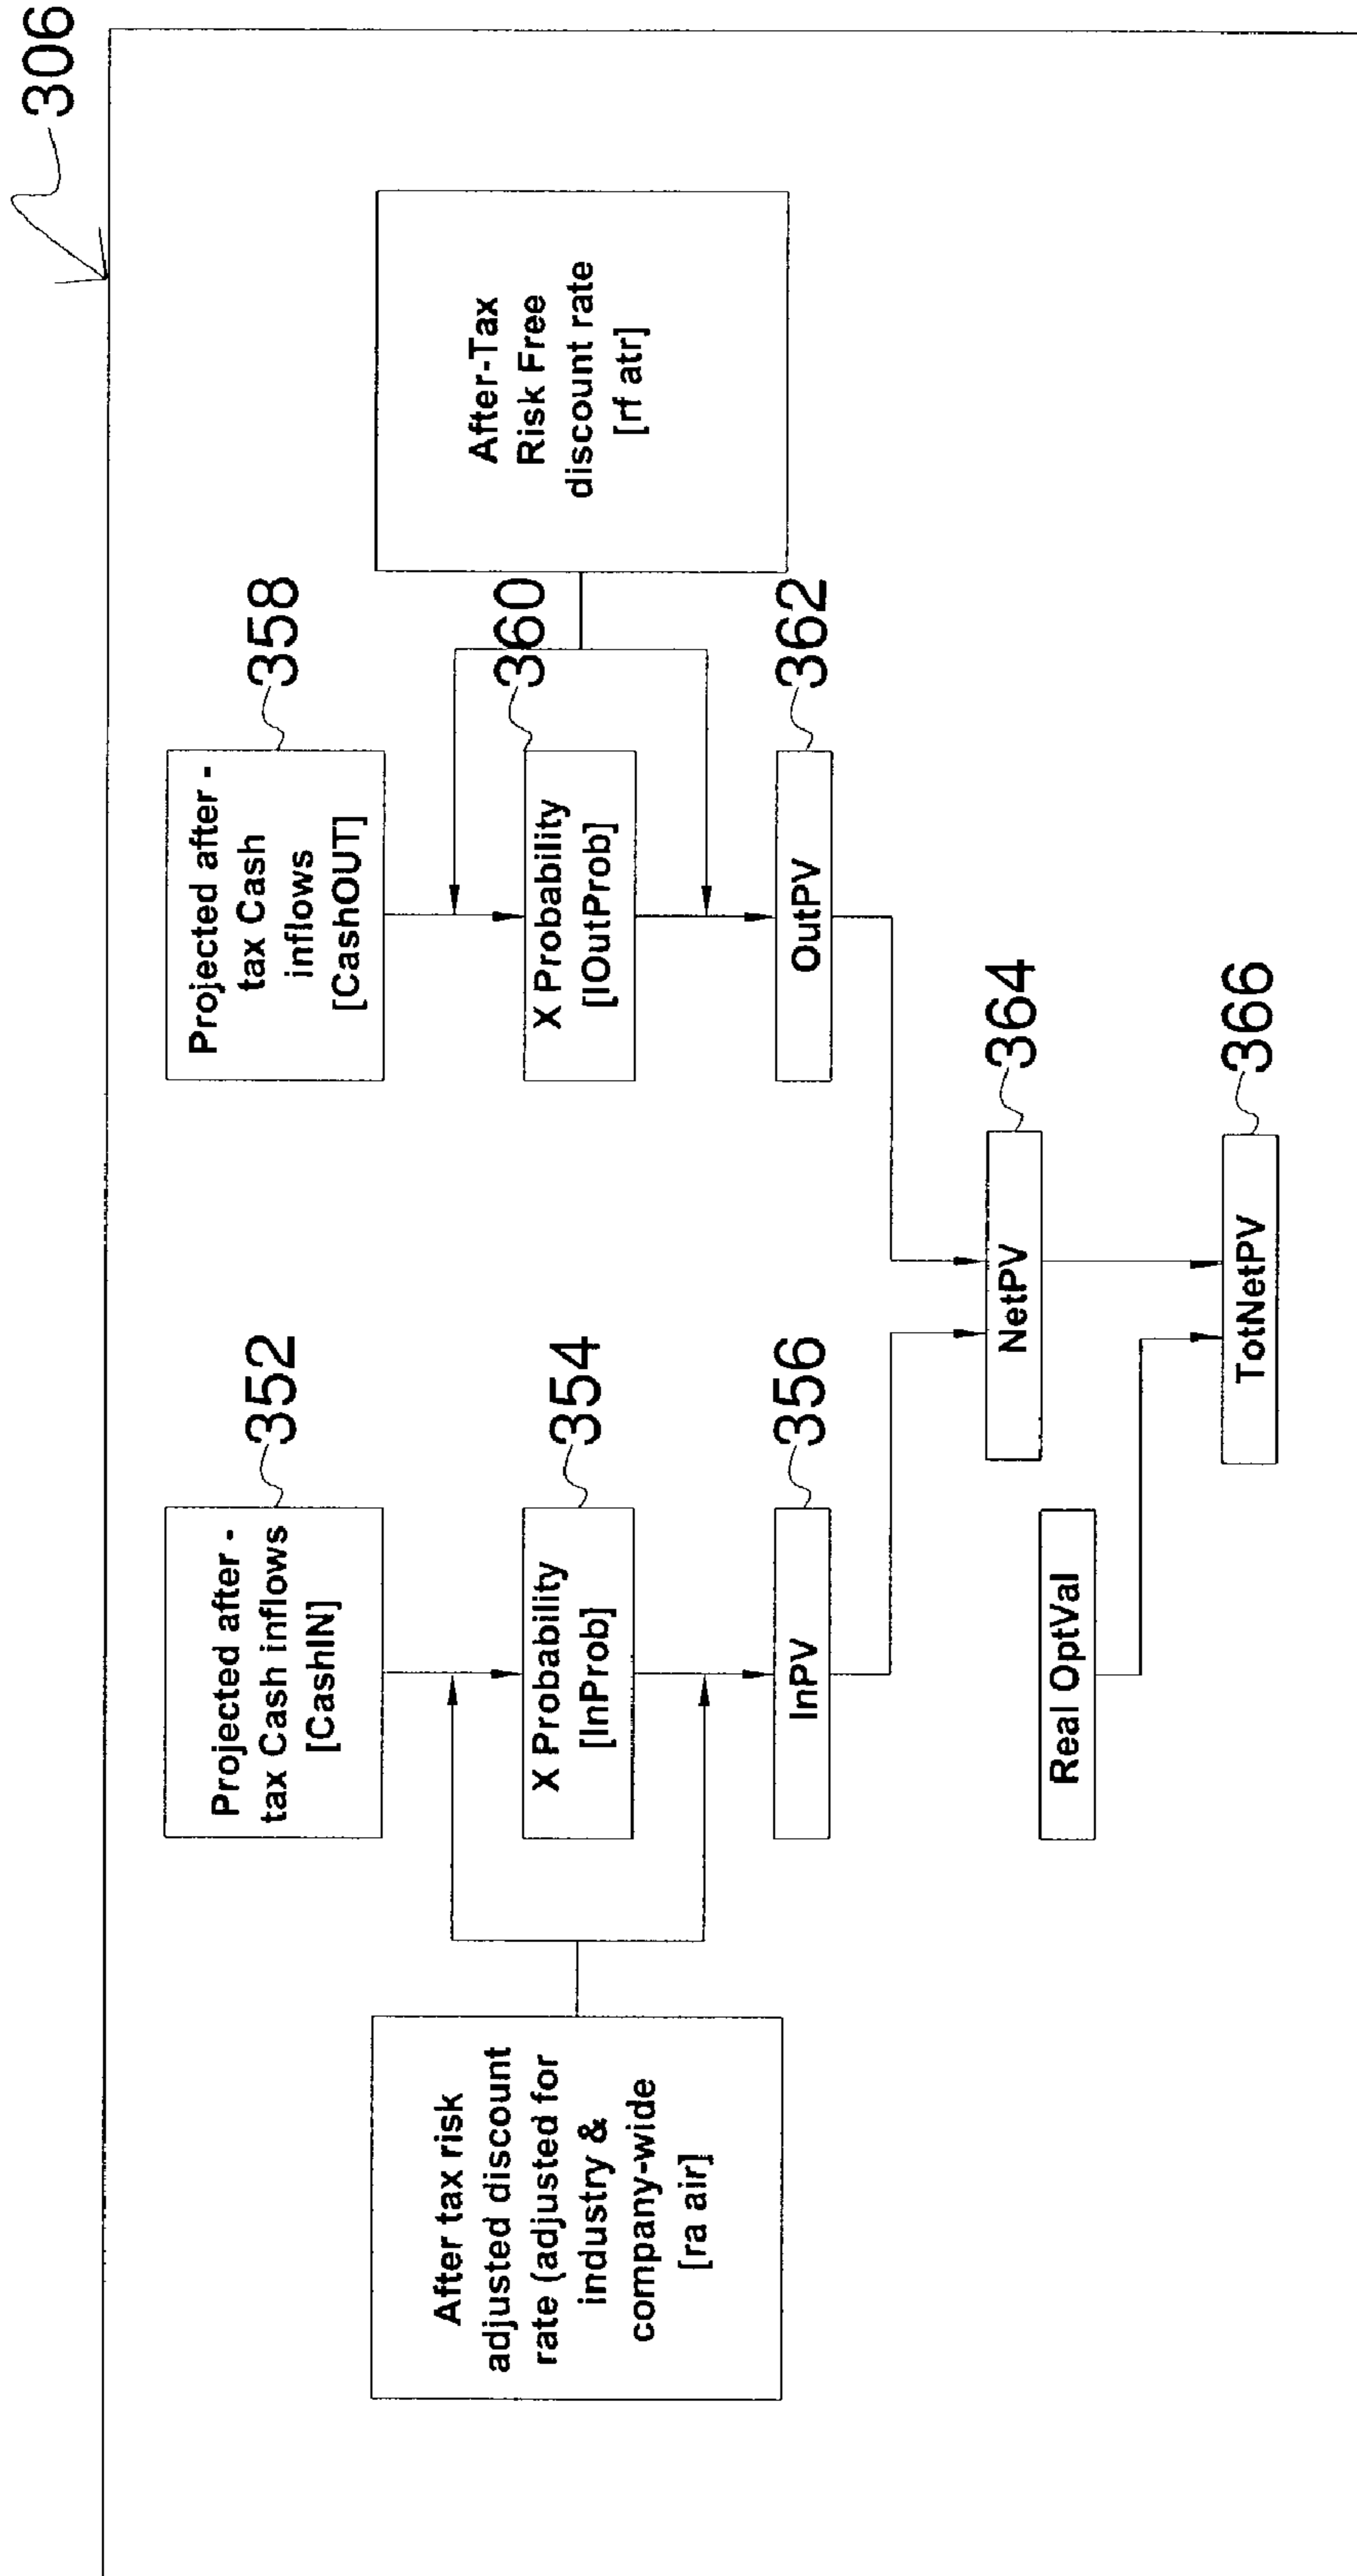 306
Projected after -
tax Cash inflows
[CashIN]
352
Projected after -
tax Cash
inflows
[CashOUT]
358
After tax risk
adjusted discount
rate (adjusted for
industry &
company-wide
[ra air]
After-Tax
Risk Free
discount rate
[rf atr]
X Probability
[InProb]
354
X Probability
[IOutProb]
360
InPV
356
OutPV
362
NetPV
364
Real OptVal
TotNetPV
366